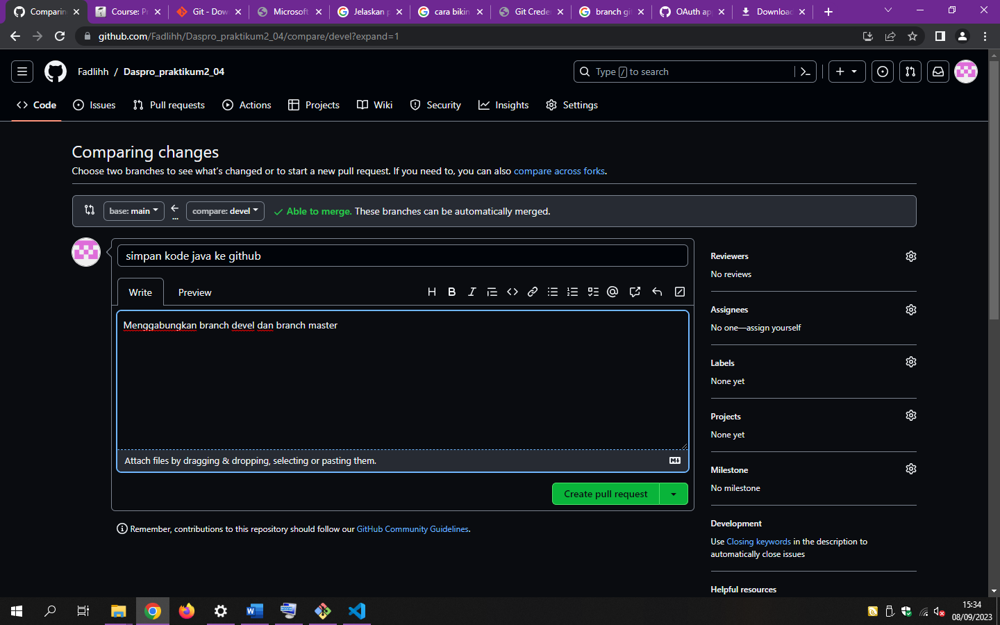 Comparin
Course: Pr
Git - Dow
Microsoft
Jelaskan p
cara bikin
Git Crede
branch gi
OAuth ap
Download
github.com/Fadlihh/Daspro_praktikum2_04/compare/devel?expand=1
Fadlihh / Daspro_praktikum2_04
Type / to search
Code
Issues
Pull requests
Actions
Projects
Wiki
Security
Insights
Settings
Comparing changes
Choose two branches to see what's changed or to start a new pull request. If you need to, you can also compare across forks.
base: main
...
compare: devel
Able to merge. These branches can be automatically merged.
simpan kode java ke github
Write
Preview
Menggabungkan branch devel dan branch master
Attach files by dragging & dropping, selecting or pasting them.
Create pull request
Remember, contributions to this repository should follow our GitHub Community Guidelines.
Reviewers
No reviews
Assignees
No one—assign yourself
Labels
None yet
Projects
None yet
Milestone
No milestone
Development
Use Closing keywords in the description to
automatically close issues
Helpful resources
15:34
08/09/2023